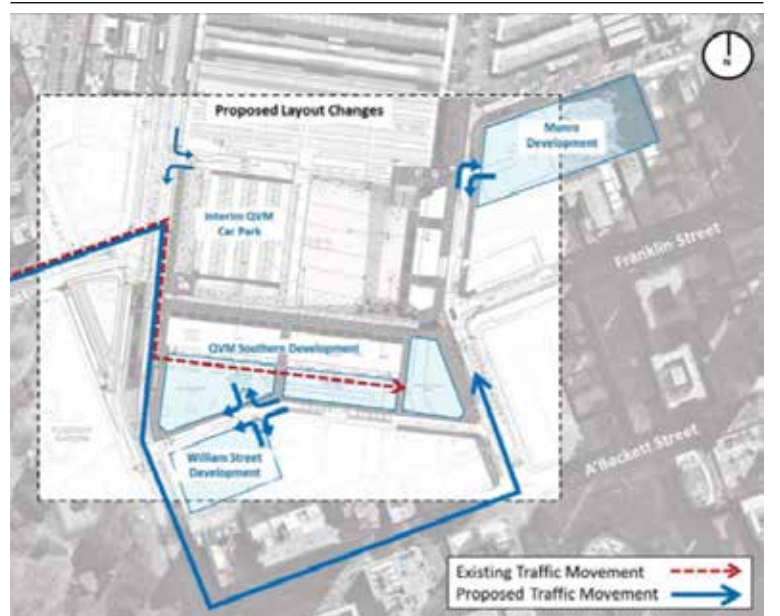 N
Proposed Layout Changes
Munro
Development
Interim QVM
Car Park
Franklin Street
QVM Southern Development
A'Beckett Street
William Street
Development
Existing Traffic Movement
Proposed Traffic Movement